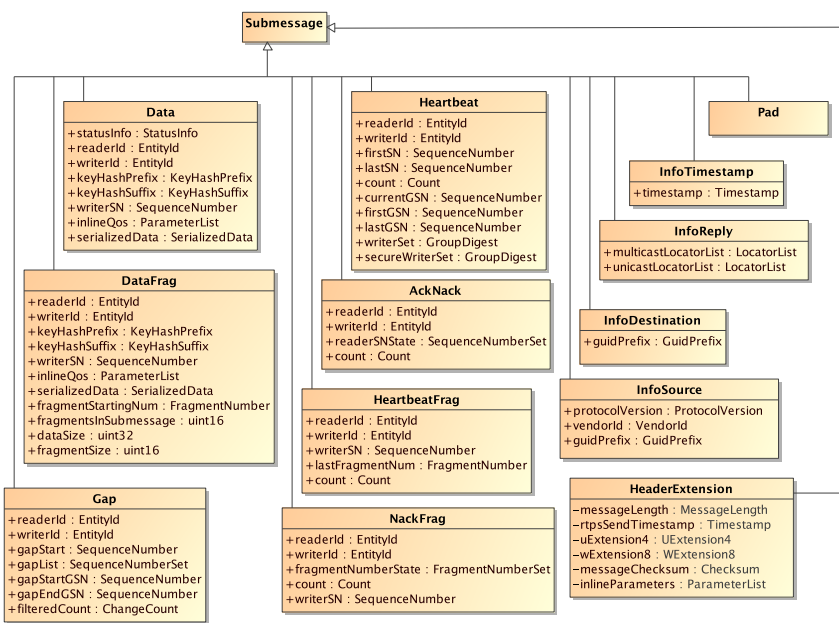 Submessage
Data
+statusInfo : StatusInfo
+readerId : EntityId
+writerId : EntityId
+keyHashPrefix : KeyHashPrefix
+keyHashSuffix : KeyHashSuffix
+writerSN : SequenceNumber
+inlineQos : ParameterList
+serializedData : SerializedData
DataFrag
+readerId : EntityId
+writerId : EntityId
+keyHashPrefix : KeyHashPrefix
+keyHashSuffix : KeyHashSuffix
+writerSN : SequenceNumber
+inlineQos : ParameterList
+serializedData : SerializedData
+fragmentStartingNum : FragmentNumber
+fragmentsInSubmessage : uint16
+dataSize : uint32
+fragmentSize : uint16
Gap
+readerId : EntityId
+writerId : EntityId
+gapStart : SequenceNumber
+gapList : SequenceNumberSet
+gapStartGSN : SequenceNumber
+gapEndGSN : SequenceNumber
+filteredCount : ChangeCount
Heartbeat
+readerId : EntityId
+writerId : EntityId
+firstSN : SequenceNumber
+lastSN : SequenceNumber
+count : Count
+currentGSN : SequenceNumber
+firstGSN : SequenceNumber
+lastGSN : SequenceNumber
+writerSet : GroupDigest
+secureWriterSet : GroupDigest
AckNack
+readerId : EntityId
+writerId : EntityId
+readerSNState : SequenceNumberSet
+count : Count
HeartbeatFrag
+readerId : EntityId
+writerId : EntityId
+writerSN : SequenceNumber
+lastFragmentNum : FragmentNumber
+count : Count
NackFrag
+readerId : EntityId
+writerId : EntityId
+fragmentNumberState : FragmentNumberSet
+count : Count
+writerSN : SequenceNumber
Pad
InfoTimestamp
+timestamp : Timestamp
InfoReply
+multicastLocatorList : LocatorList
+unicastLocatorList : LocatorList
InfoDestination
+guidPrefix : GuidPrefix
InfoSource
+protocolVersion : ProtocolVersion
+vendorId : VendorId
+guidPrefix : GuidPrefix
HeaderExtension
-messageLength : MessageLength
-rtpsSendTimestamp : Timestamp
-uExtension4 : UExtension4
-wExtension8 : WExtension8
-messageChecksum : Checksum
-inlineParameters : ParameterList